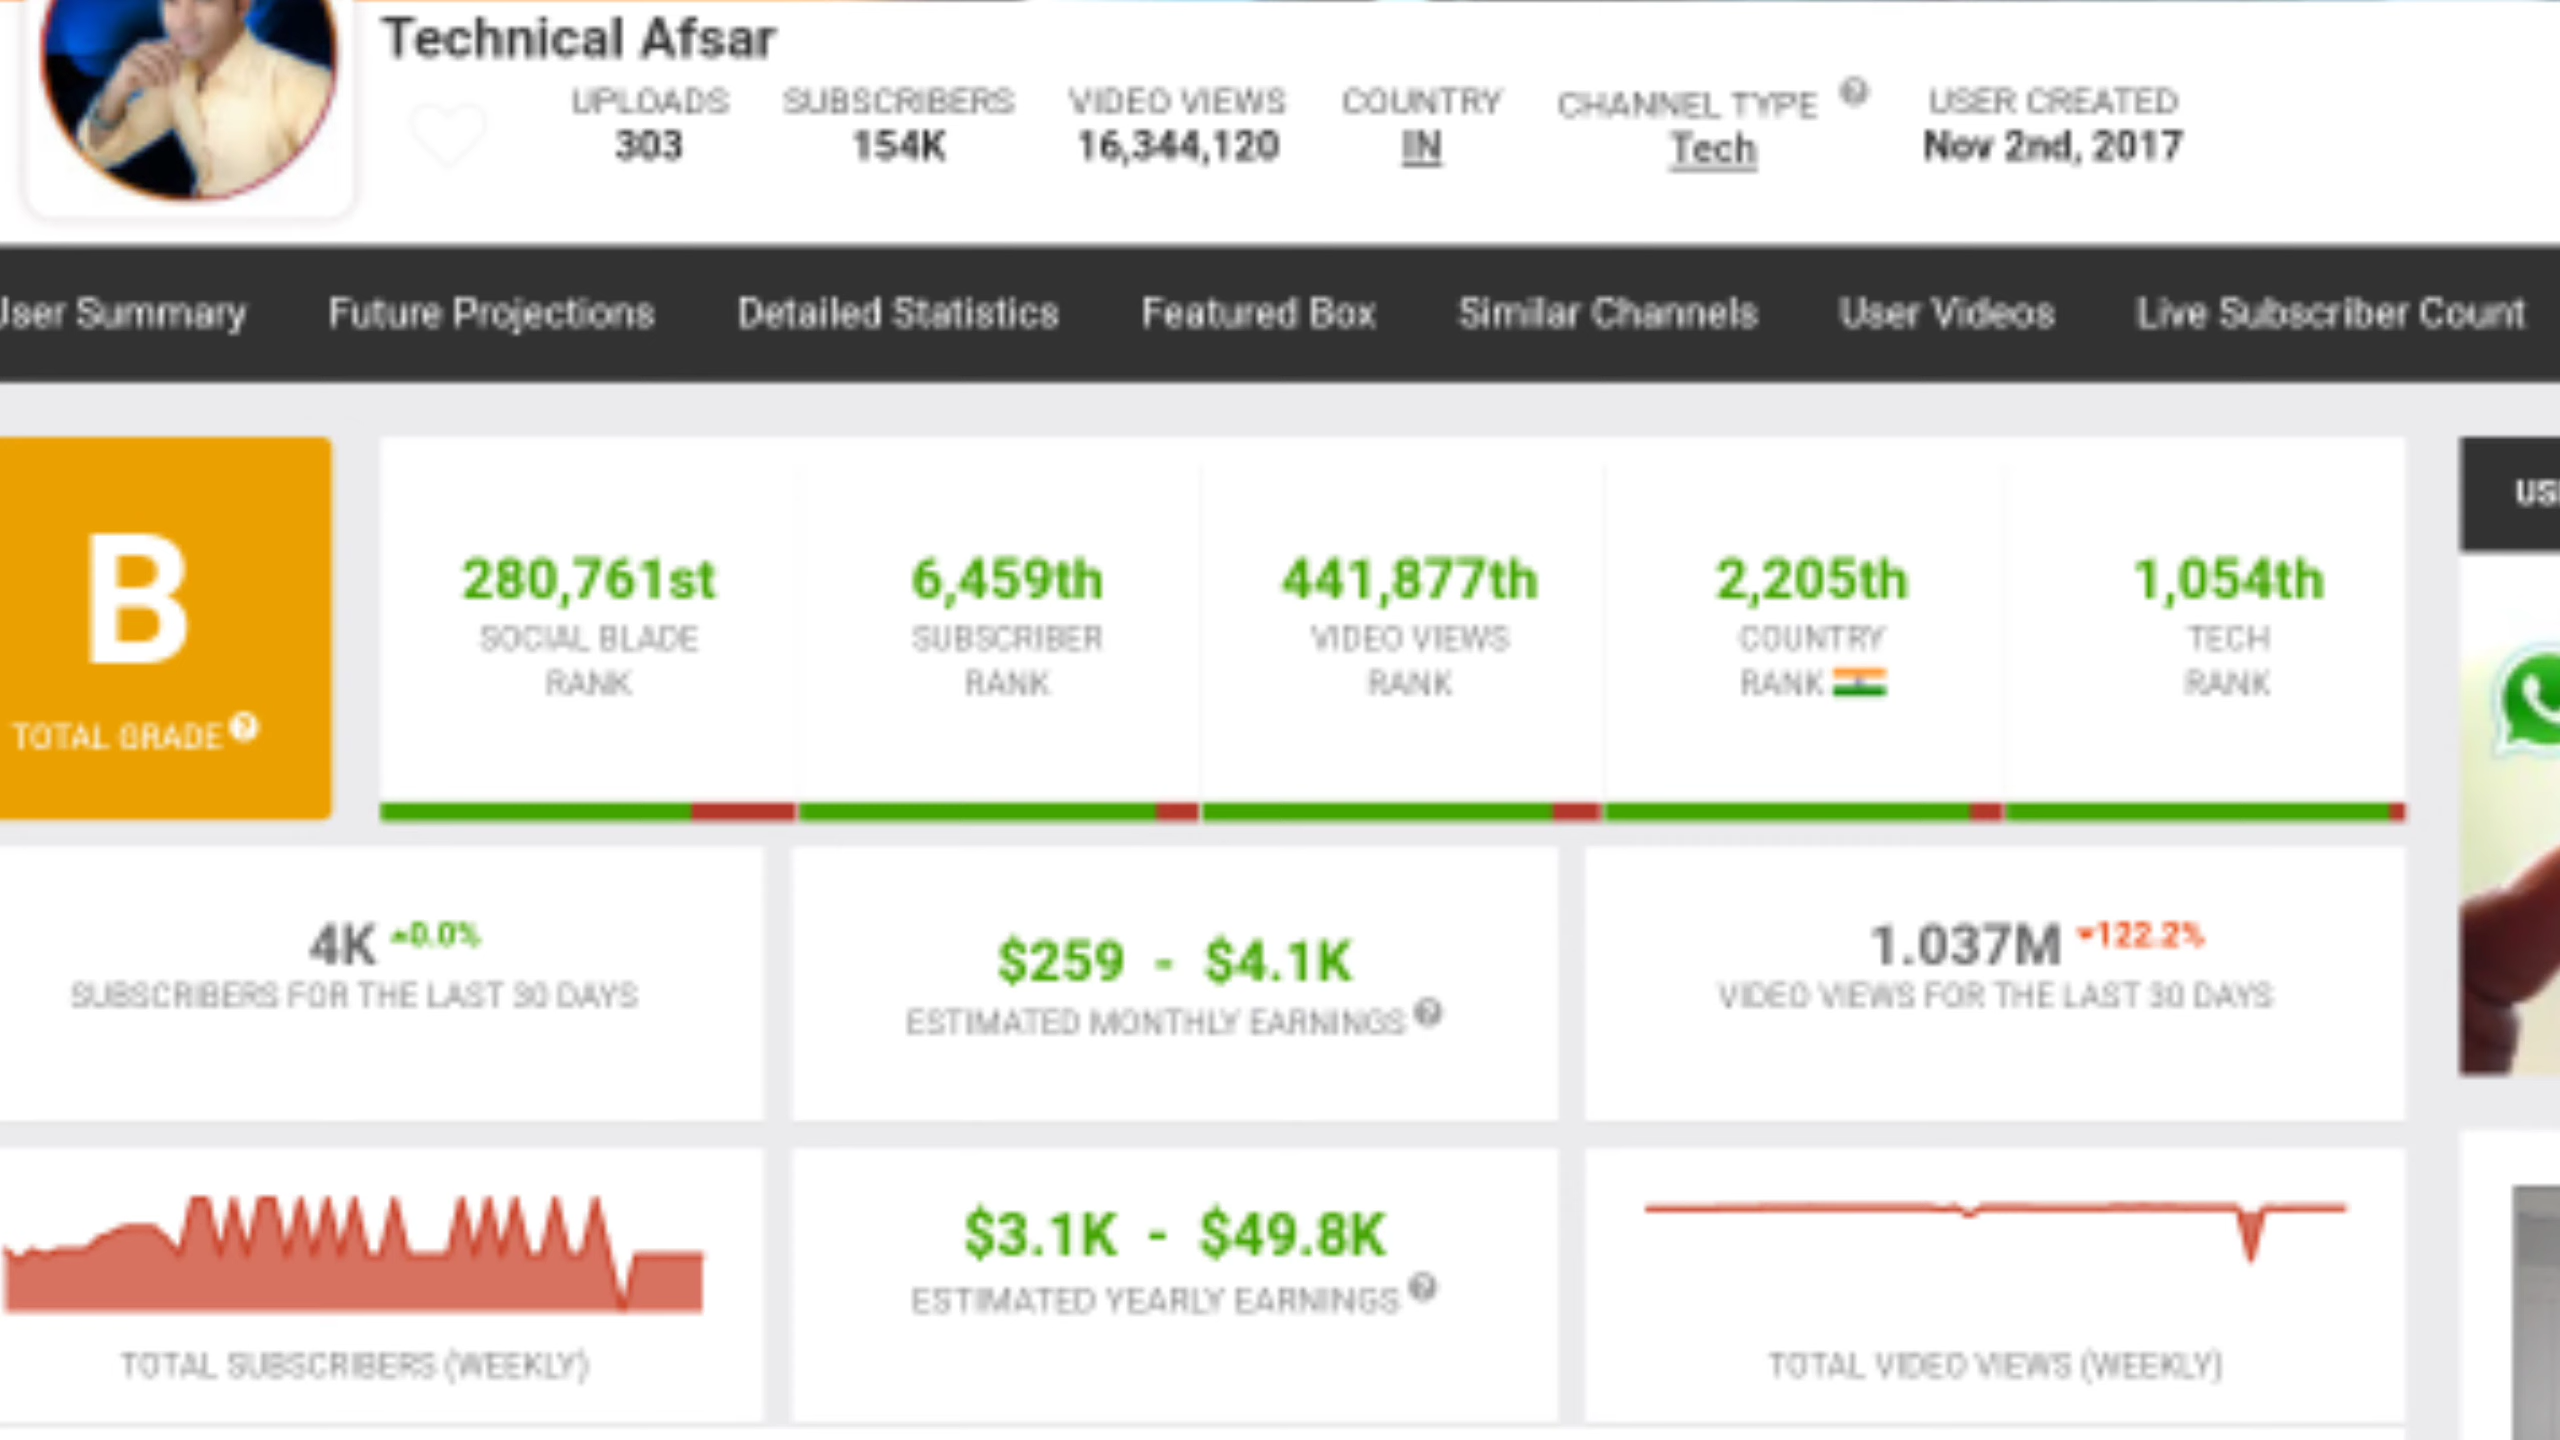 Technical Afsar
UPLOADS SUBSCRIBERS VIDEO VIEWS COUNTRY CHANNEL TYPE USER CREATED
303 154K 16,344,120 IN Tech Nov 2nd, 2017
User Summary Future Projections Detailed Statistics Featured Box Similar Channels User Videos Live Subscriber Count
B
TOTAL GRADE
280,761st 6,459th 441,877th 2,205th 1,054th
SOCIAL BLADE SUBSCRIBER VIDEO VIEWS COUNTRY TECH
RANK RANK RANK RANK RANK
4K 0.0%
SUBSCRIBERS FOR THE LAST 30 DAYS
$259 - $4.1K
ESTIMATED MONTHLY EARNINGS
1.037M 122.2%
VIDEO VIEWS FOR THE LAST 30 DAYS
TOTAL SUBSCRIBERS (WEEKLY)
$3.1K - $49.8K
ESTIMATED YEARLY EARNINGS
TOTAL VIDEO VIEWS (WEEKLY)